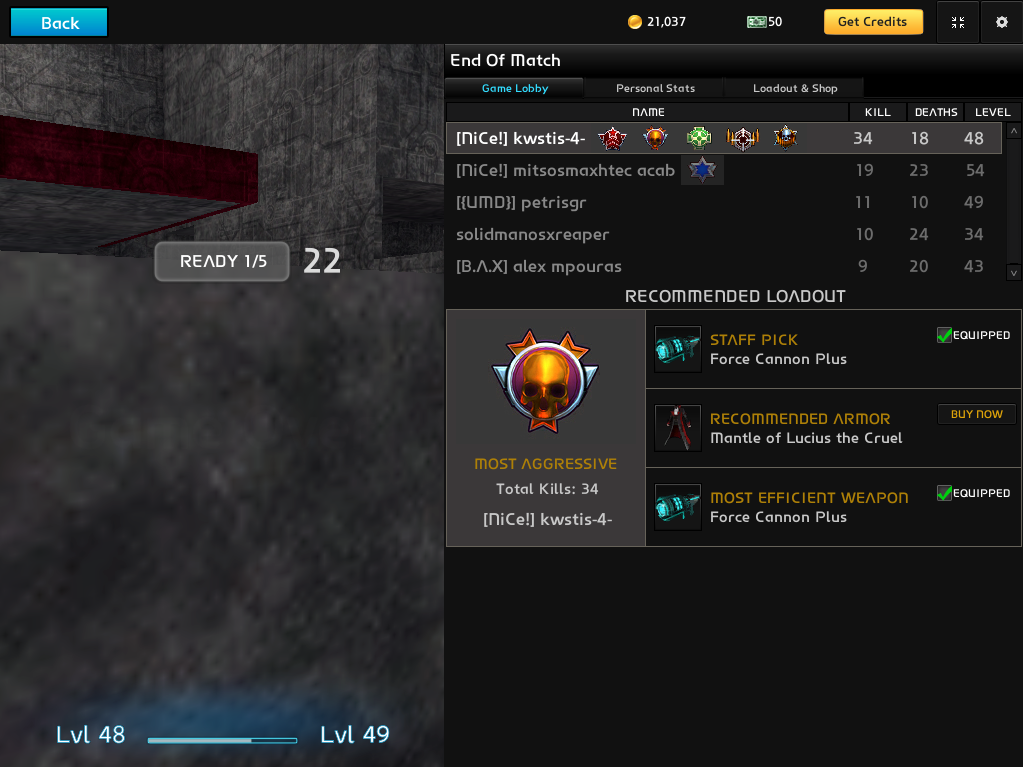 Back
21,037
50
Get Credits
End Of Match
Game Lobby
Personal Stats
Loadout & Shop
NAME KILL DEATHS LEVEL
[NiCe!] kwstis-4- 34 18 48
[NiCe!] mitsosmaxhtec acab 19 23 54
[{UMD}] petrisgr 11 10 49
solidmanosxreaper 10 24 34
[B.A.X] alex mpouras 9 20 43
READY 1/5 22
RECOMMENDED LOADOUT
STAFF PICK
Force Cannon Plus
EQUIPPED
RECOMMENDED ARMOR
Mantle of Lucius the Cruel
BUY NOW
MOST EFFICIENT WEAPON
Force Cannon Plus
EQUIPPED
MOST AGGRESSIVE
Total Kills: 34
[NiCe!] kwstis-4-
Lvl 48 Lvl 49